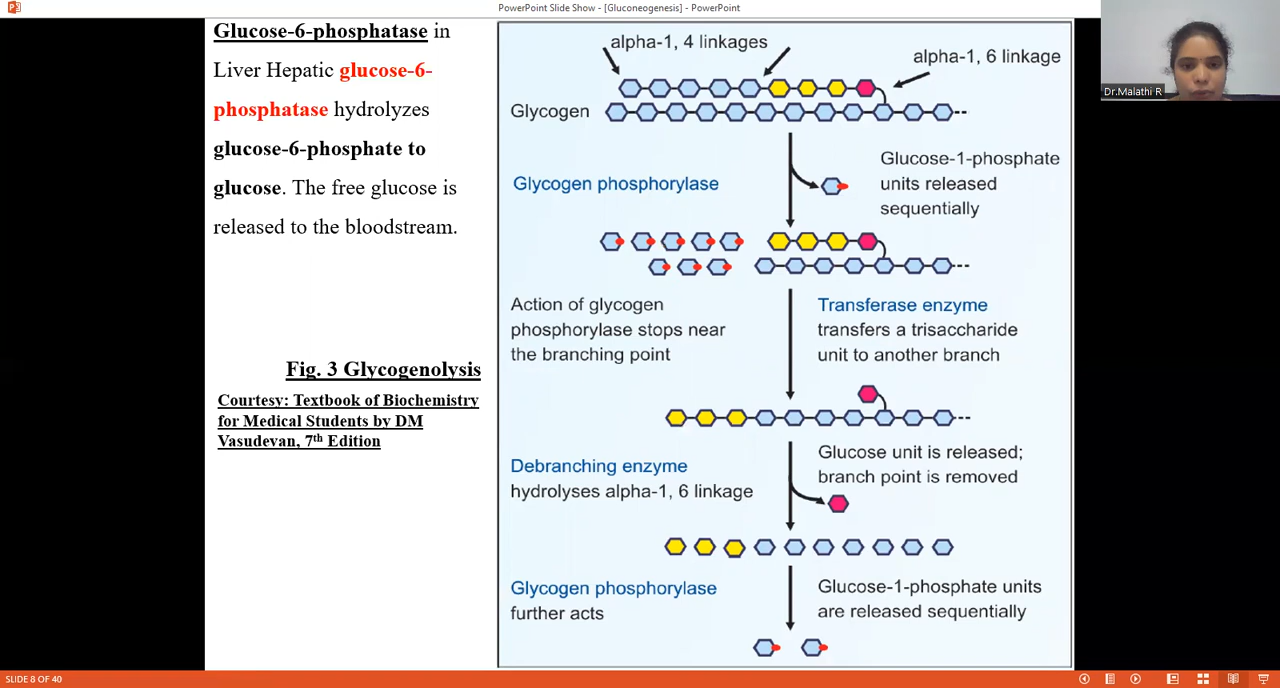 PowerPoint Slide Show - [Gluconeogenesis] - PowerPoint
Glucose-6-phosphatase in
Liver Hepatic glucose-6-
phosphatase hydrolyzes
glucose-6-phosphate to
glucose. The free glucose is
released to the bloodstream.
Fig. 3 Glycogenolysis
Courtesy: Textbook of Biochemistry
for Medical Students by DM
Vasudevan, 7th Edition
alpha-1, 4 linkages
alpha-1, 6 linkage
Glycogen
Glycogen phosphorylase
Glucose-1-phosphate
units released
sequentially
Action of glycogen
phosphorylase stops near
the branching point
Transferase enzyme
transfers a trisaccharide
unit to another branch
Debranching enzyme
hydrolyses alpha-1, 6 linkage
Glucose unit is released;
branch point is removed
Glycogen phosphorylase
further acts
Glucose-1-phosphate units
are released sequentially
Dr.Malathi R
SLIDE 8 OF 40